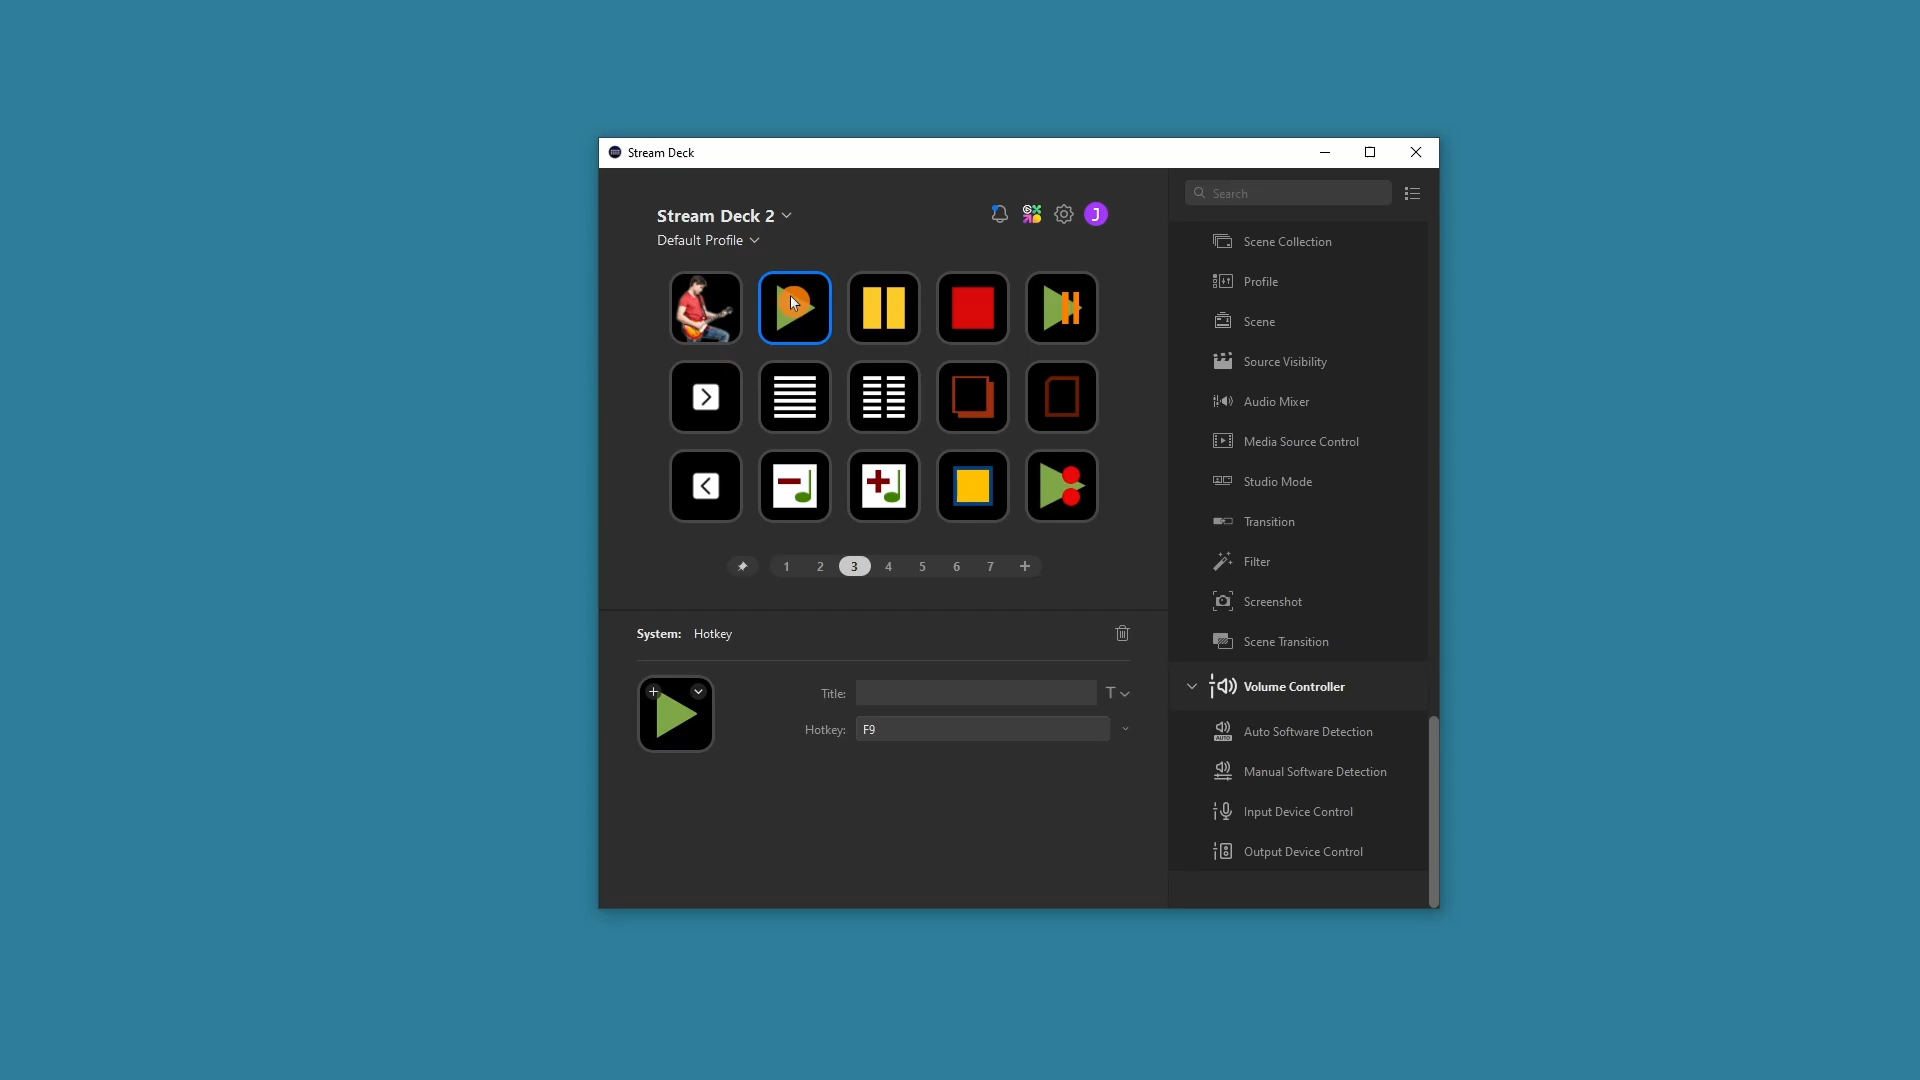 Stream Deck
Search
Stream Deck 2
J
Default Profile
Scene Collection
Profile
Scene
Source Visibility
Audio Mixer
Media Source Control
Studio Mode
Transition
Filter
Screenshot
Scene Transition
1 2 3 4 5 6 7 +
System: Hotkey
Title:
T
Hotkey: F9
Volume Controller
AUTO
Auto Software Detection
Manual Software Detection
Input Device Control
Output Device Control